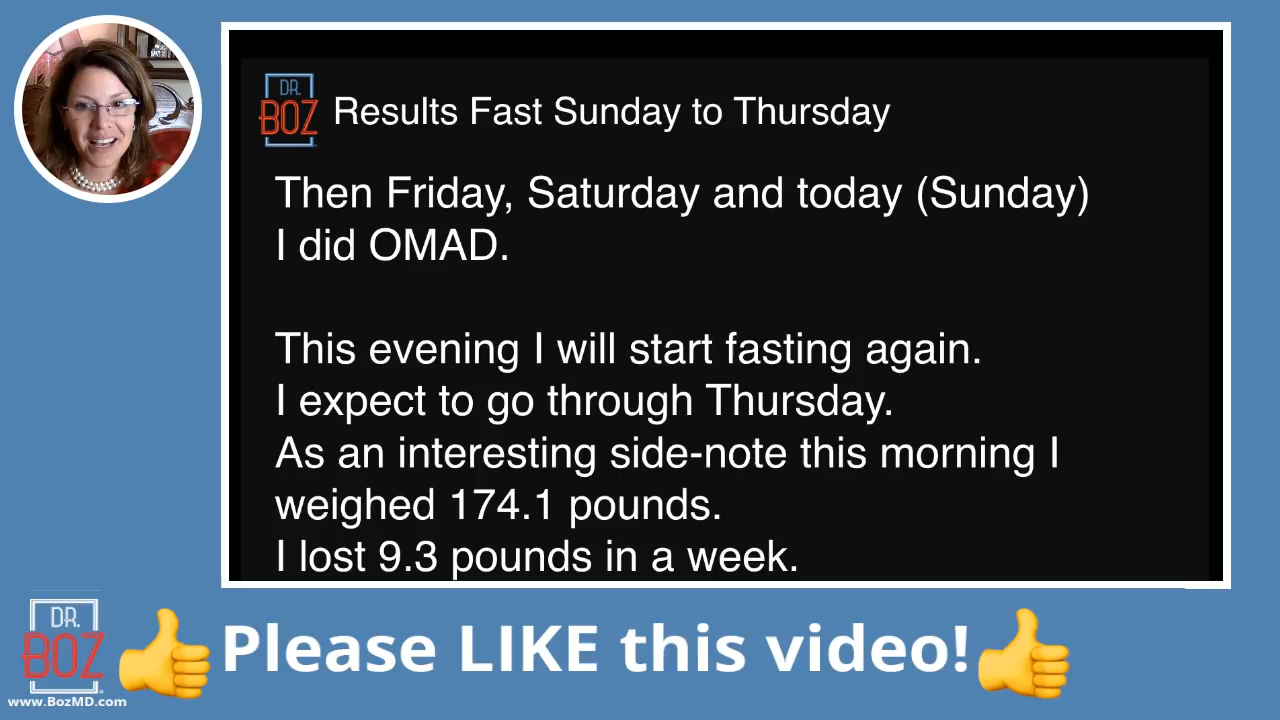 DR.
BOZ
Results Fast Sunday to Thursday
Then Friday, Saturday and today (Sunday)
I did OMAD.
This evening I will start fasting again.
I expect to go through Thursday.
As an interesting side-note this morning I
weighed 174.1 pounds.
I lost 9.3 pounds in a week.
DR.
BOZ
Please LIKE this video!
www.BozMD.com